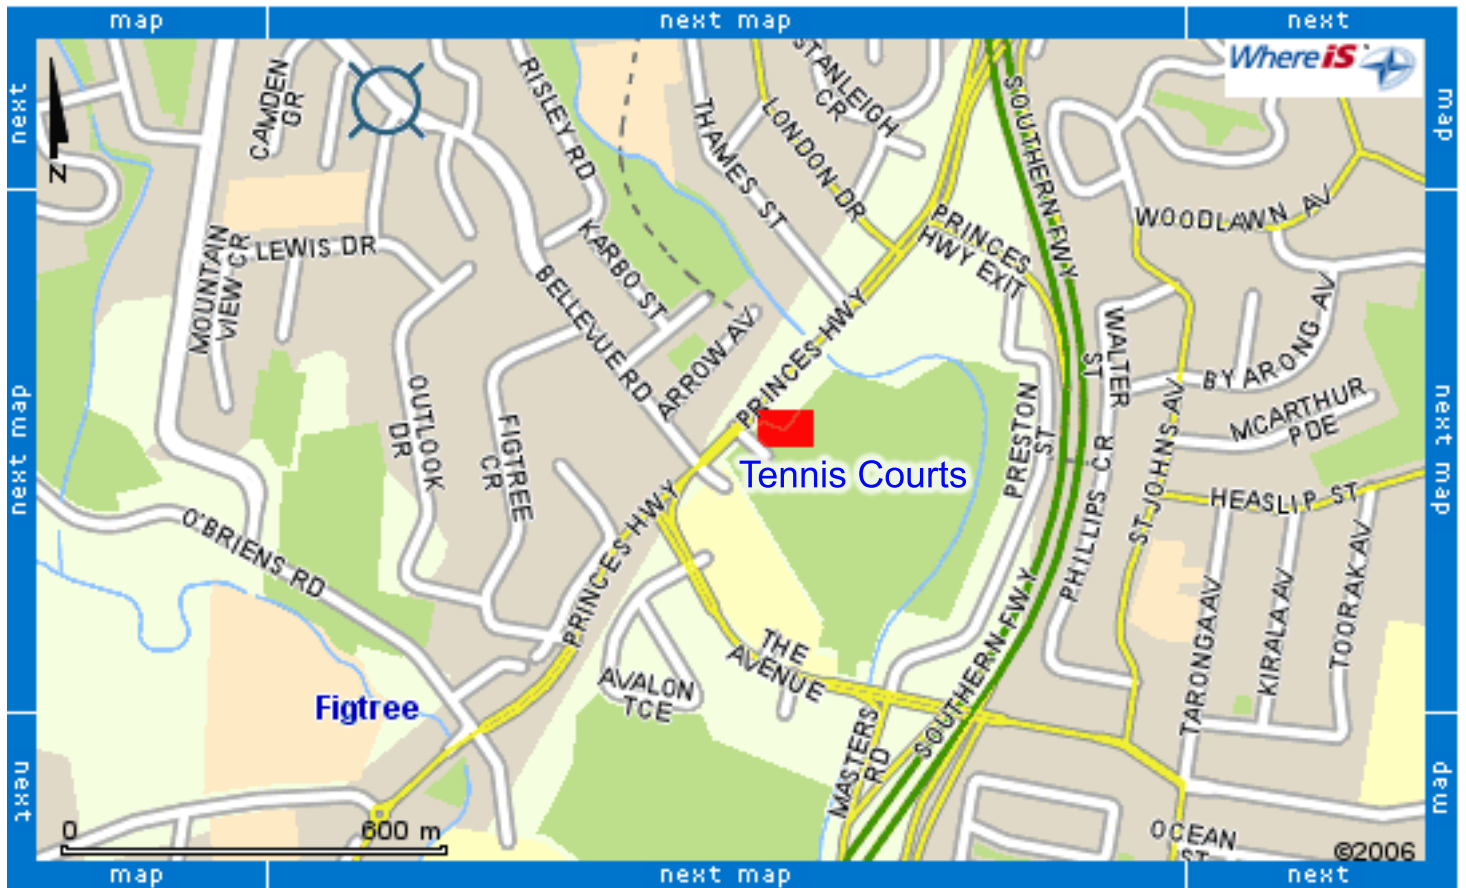 map
next map
next
next
map
WhereiS
Z
CAMDEN
GR
RISLEY RD
STANLEIGH
CR
THAMES ST
LONDON DR
SOUTHERN FWY
PRINCES
HWY EXIT
WOODLAWN AV
MOUNTAIN
VIEW CR
LEWIS DR
KARBO ST
BELLEVUE RD
ARROW AV
PRINCES HWY
WALTER
ST
BYARONG AV
MCARTHUR
PDE
next map
next map
OUTLOOK
DR
FIGTREE
CR
Tennis Courts
PRESTON
ST
PHILLIPS CR
ST JOHNS AV
HEASLIP ST
O'BRIENS RD
PRINCES HWY
TARONGA AV
KIRALA AV
TOORAK AV
THE
AVENUE
AVALON
TCE
Figtree
SOUTHERN FWY
MASTERS
RD
next
map
0
600 m
OCEAN
ST
©2006
map
next map
next